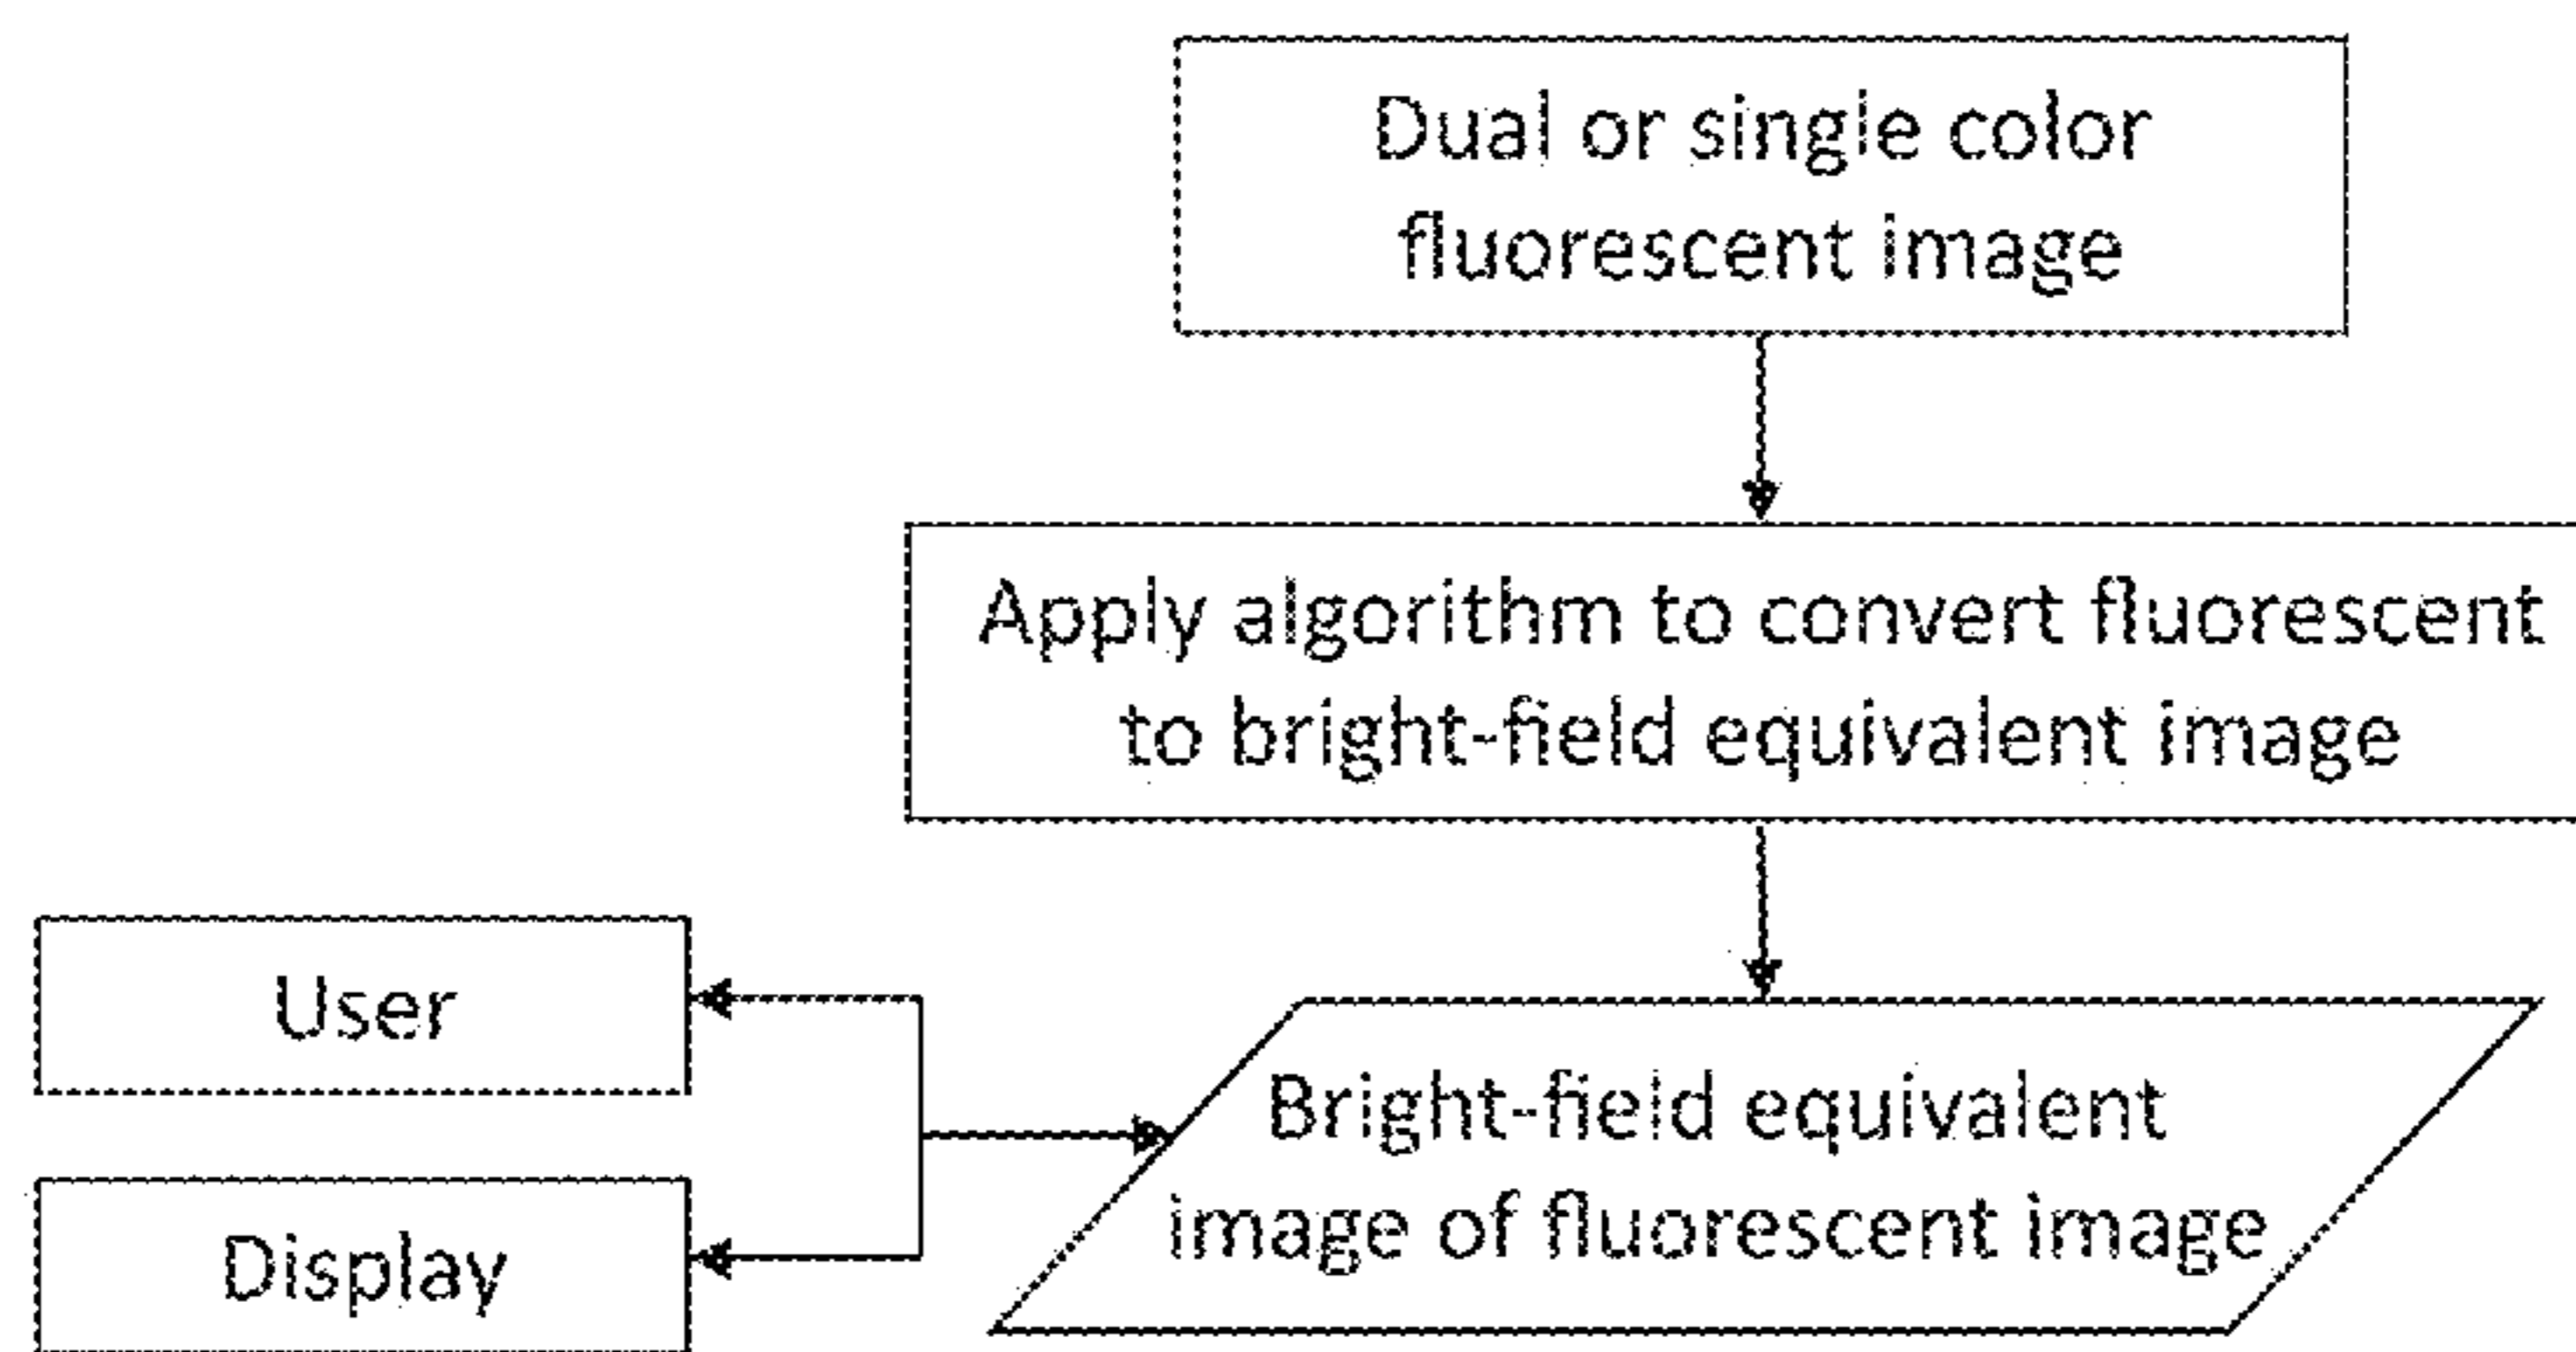 Dual or single color
fluorescent image
Apply algorithm to convert fluorescent
to bright-field equivalent image
User
Display
Bright-field equivalent
image of fluorescent image